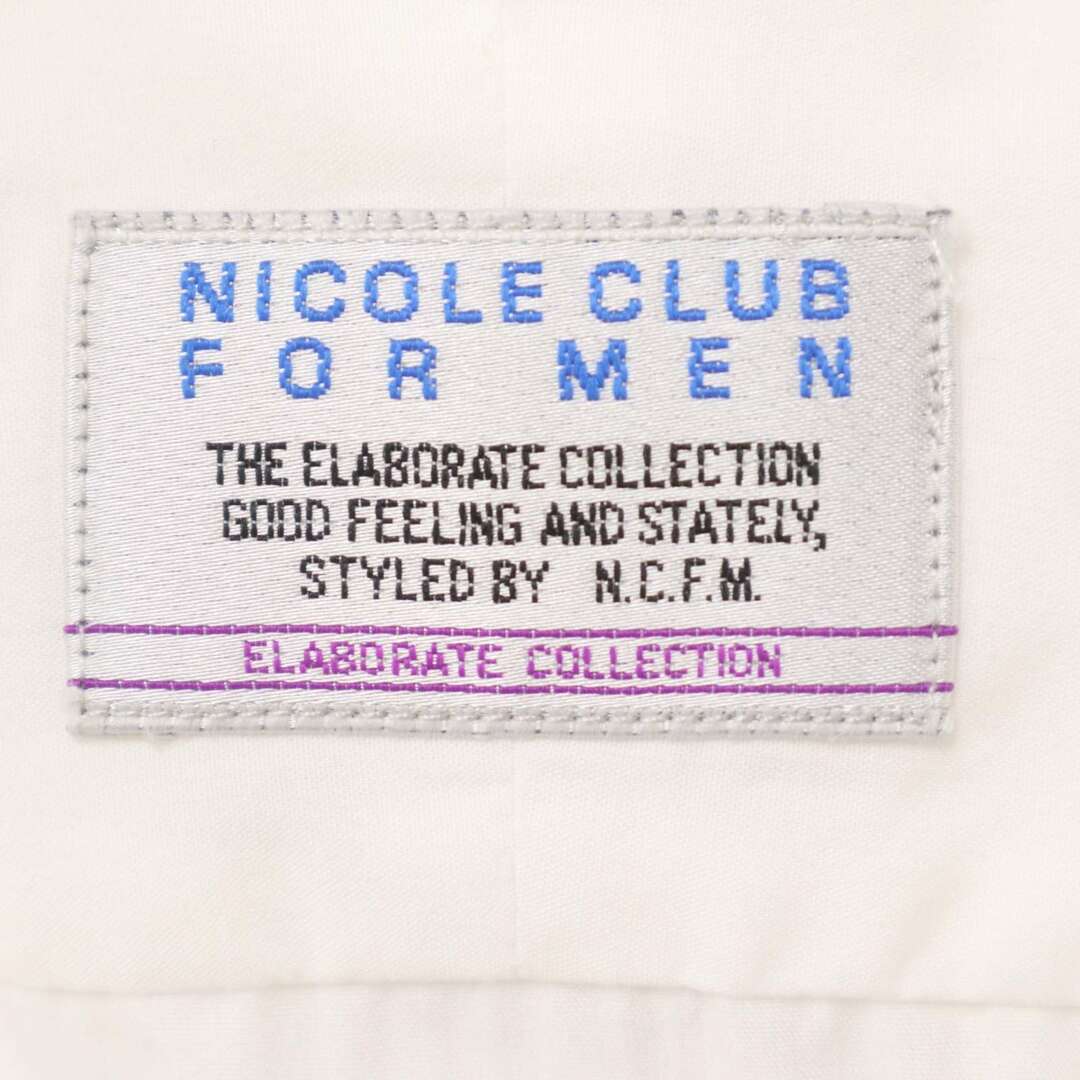 NICOLE CLUB
FOR MEN
THE ELABORATE COLLECTION
GOOD FEELING AND STATELY,
STYLED BY N.C.F.M.
ELABORATE COLLECTION